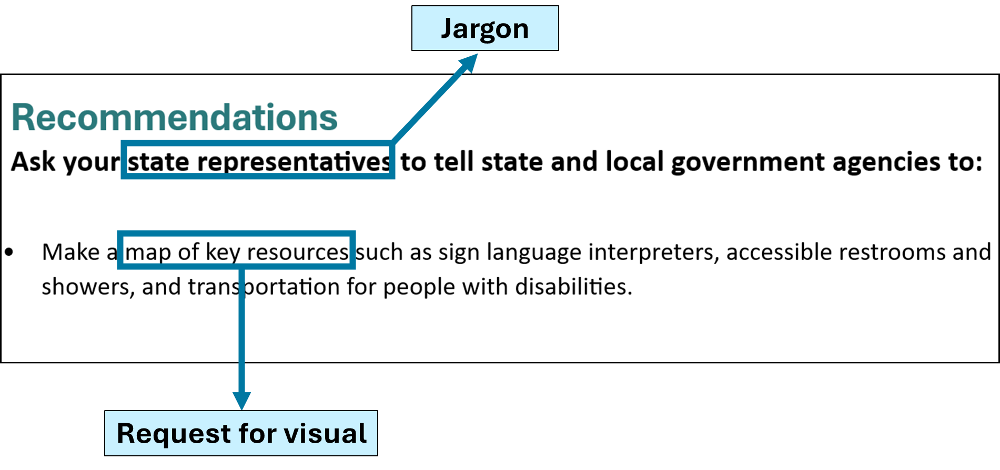 Jargon
Recommendations
Ask your state representatives to tell state and local government agencies to:
• Make a map of key resources such as sign language interpreters, accessible restrooms and
showers, and transportation for people with disabilities.
Request for visual